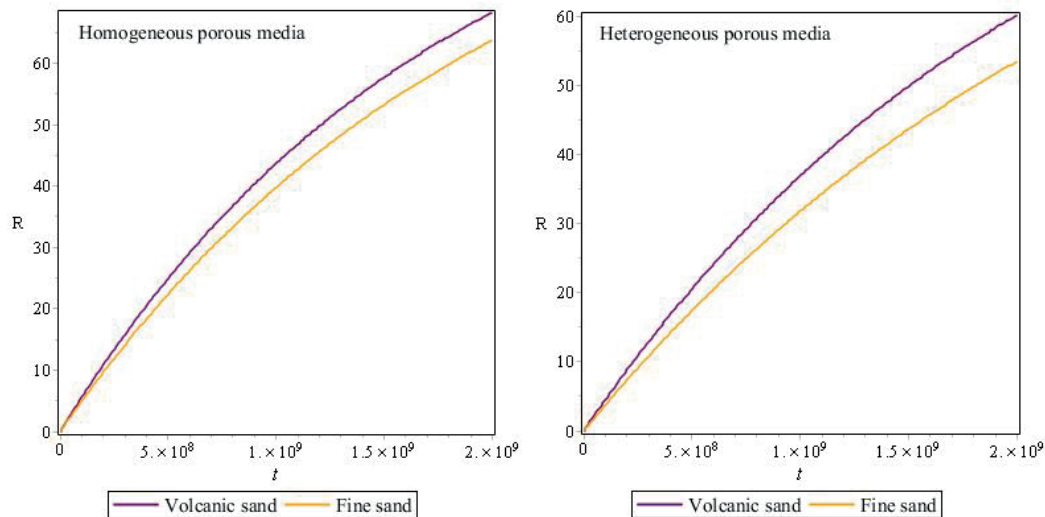 Homogeneous porous media
60
50
40
R
30
20
10
0
0
5. × 10⁸
1. × 10⁹
1.5 × 10⁹
2. × 10⁹
t
Volcanic sand
Fine sand
Heterogeneous porous media
60
50
40
30
R
20
10
0
0
5. × 10⁸
1. × 10⁹
1.5 × 10⁹
2. × 10⁹
t
Volcanic sand
Fine sand